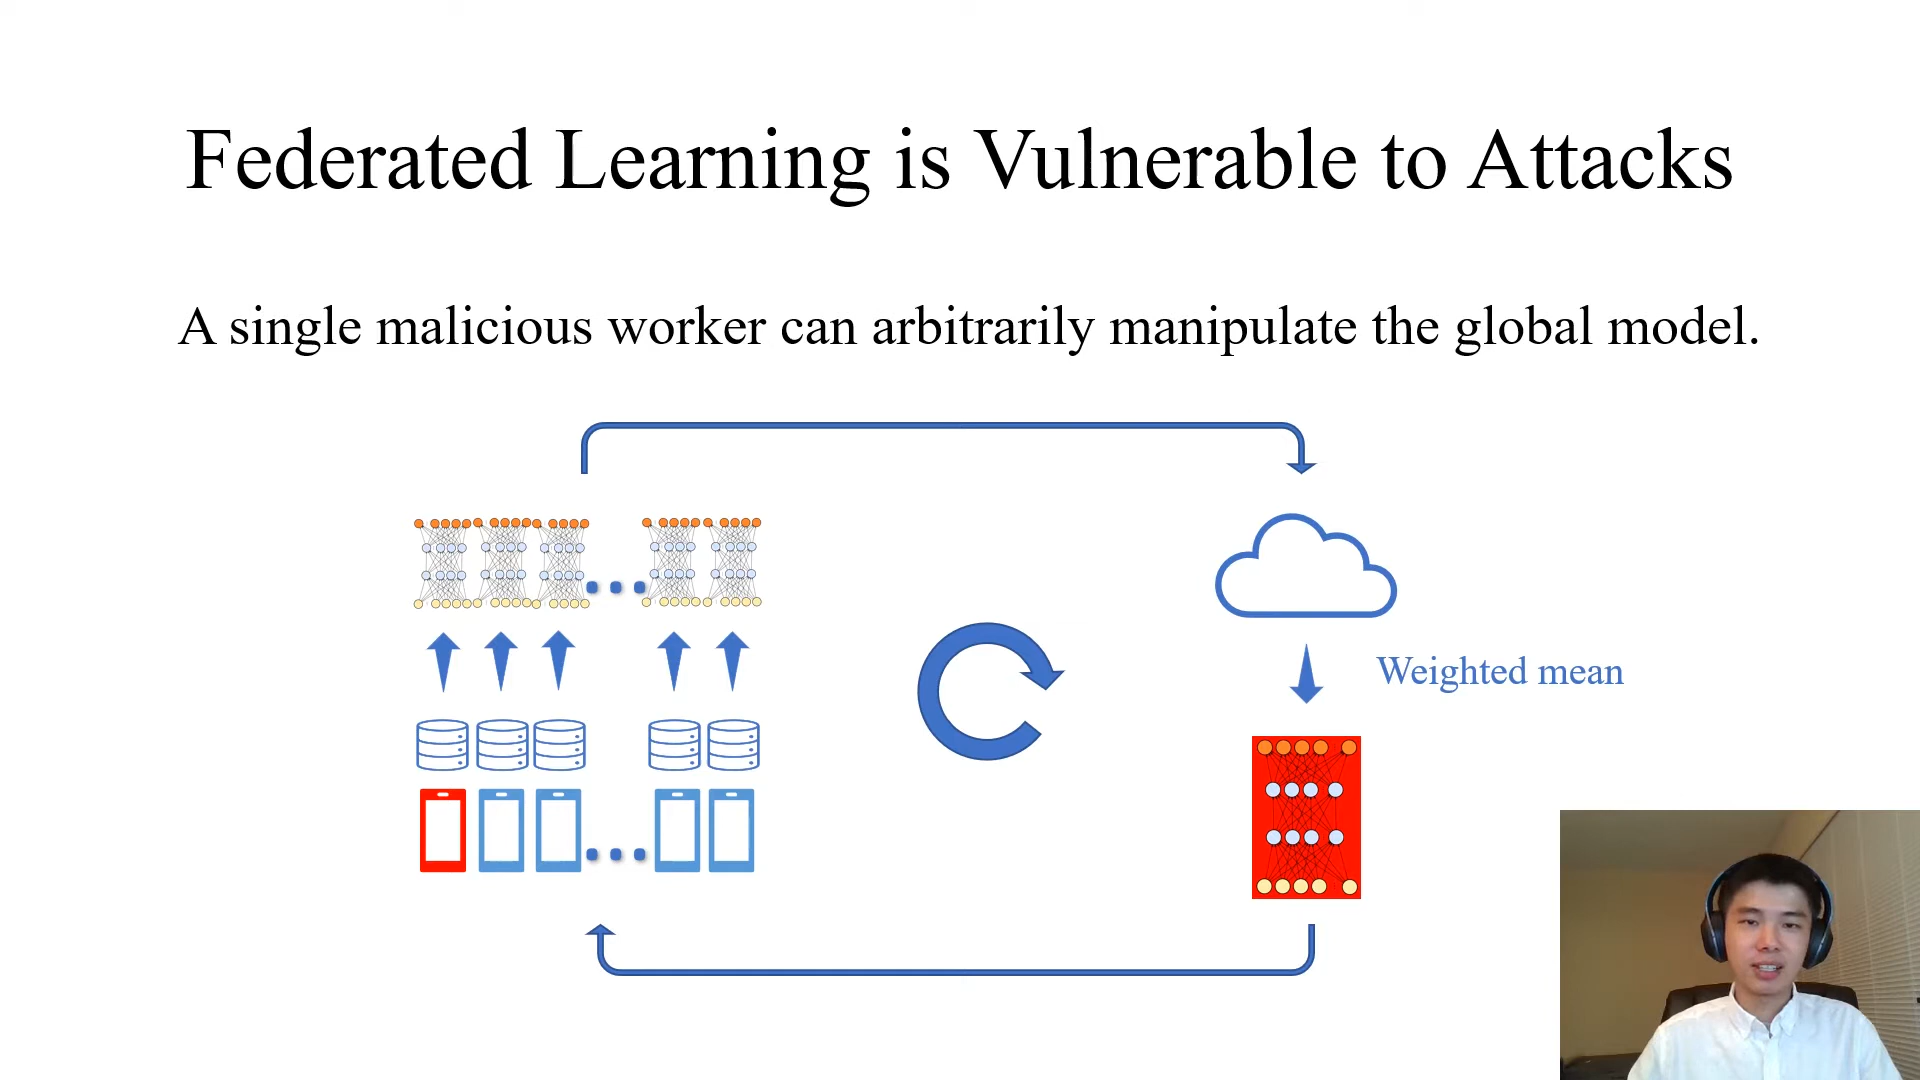 Federated Learning is Vulnerable to Attacks
A single malicious worker can arbitrarily manipulate the global model.
Weighted mean